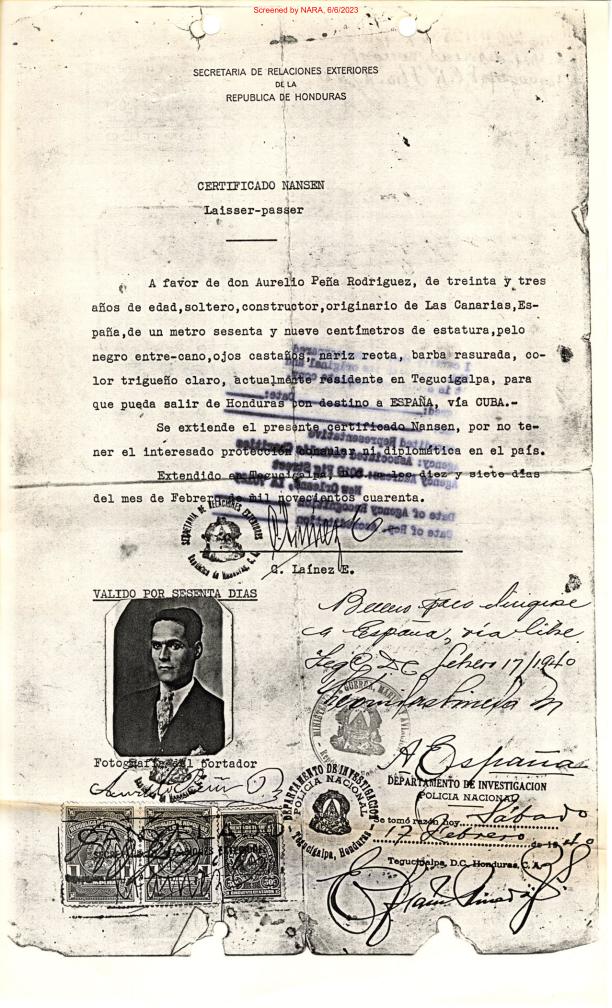 Screened by NARA, 6/6/2023
SECRETARIA DE RELACIONES EXTERIORES
DE LA
REPUBLICA DE HONDURAS
CERTIFICADO NANSEN
Laisser-passer
A favor de don Aurelio Peña Rodriguez, de treinta y tres
años de edad,soltero,constructor,originario de Las Canarias,Es-
paña,de un metro sesenta y nueve centímetros de estatura,pelo
negro entre-cano,ojos castaños, nariz recta, barba rasurada, co-
lor trigueño claro, actualmente residente en Tegucigalpa, para
que pueda salir de Honduras con destino a ESPAÑA, vía CUBA.-
Se extiende el presente certificado Nansen, por no te-
ner el interesado protección consular ni diplomática en el país.
Extendido en Tegucigalpa, D.C. a los diez y siete días
del mes de Febrero de mil novecientos cuarenta.
SECRETARIA DE RELACIONES EXTERIORES
República de Honduras, C. A.
G. Laínez E.
VALIDO POR SESENTA DIAS
Bueno para dirigirse
a España, vía libre
Teg. D.C. febrero 17/1940
MINISTERIO DE GUERRA, MARINA Y AVIACION
Fotografía del portador
A España
DEPARTAMENTO DE INVESTIGACION
POLICIA NACIONAL
Tegucigalpa, Honduras
DEPARTAMENTO DE INVESTIGACION
POLICIA NACIONAL
Se tomó razón hoy Sábado
17 Febrero de 1940
Tegucigalpa, D.C. Honduras, C. A.
CANCELADO